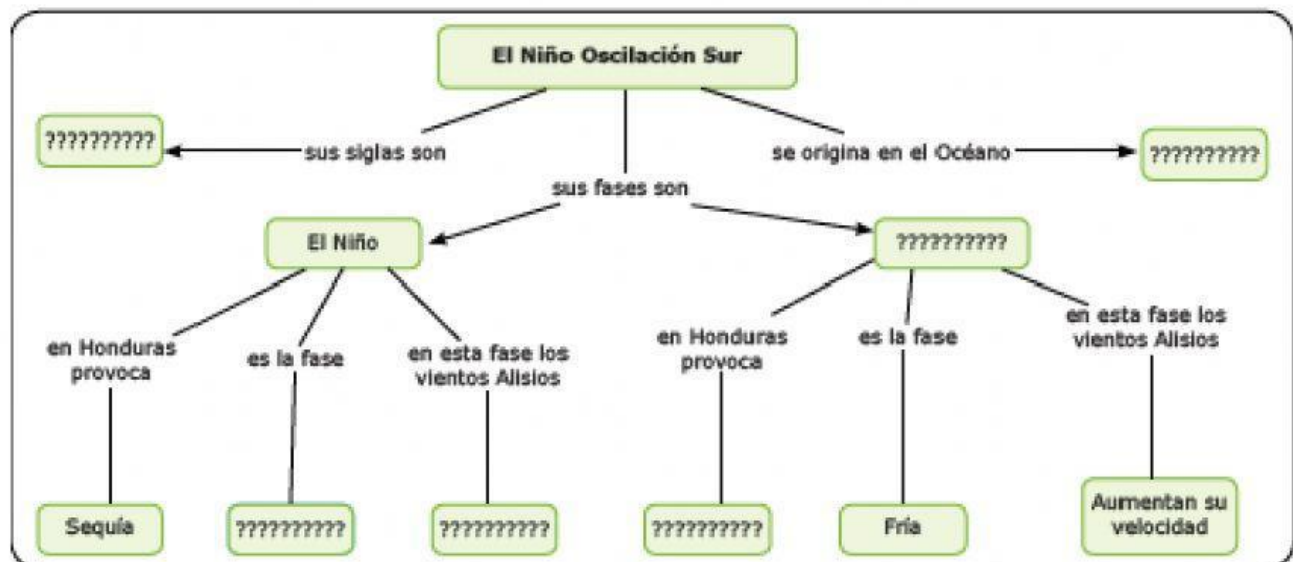 El Niño Oscilación Sur
??????????
sus siglas son
se origina en el Océano
??????????
sus fases son
El Niño
??????????
en Honduras
provoca
es la fase
en esta fase los
vientos Alisios
en Honduras
provoca
es la fase
en esta fase los
vientos Alisios
Sequía
??????????
??????????
??????????
Fría
Aumentan su
velocidad